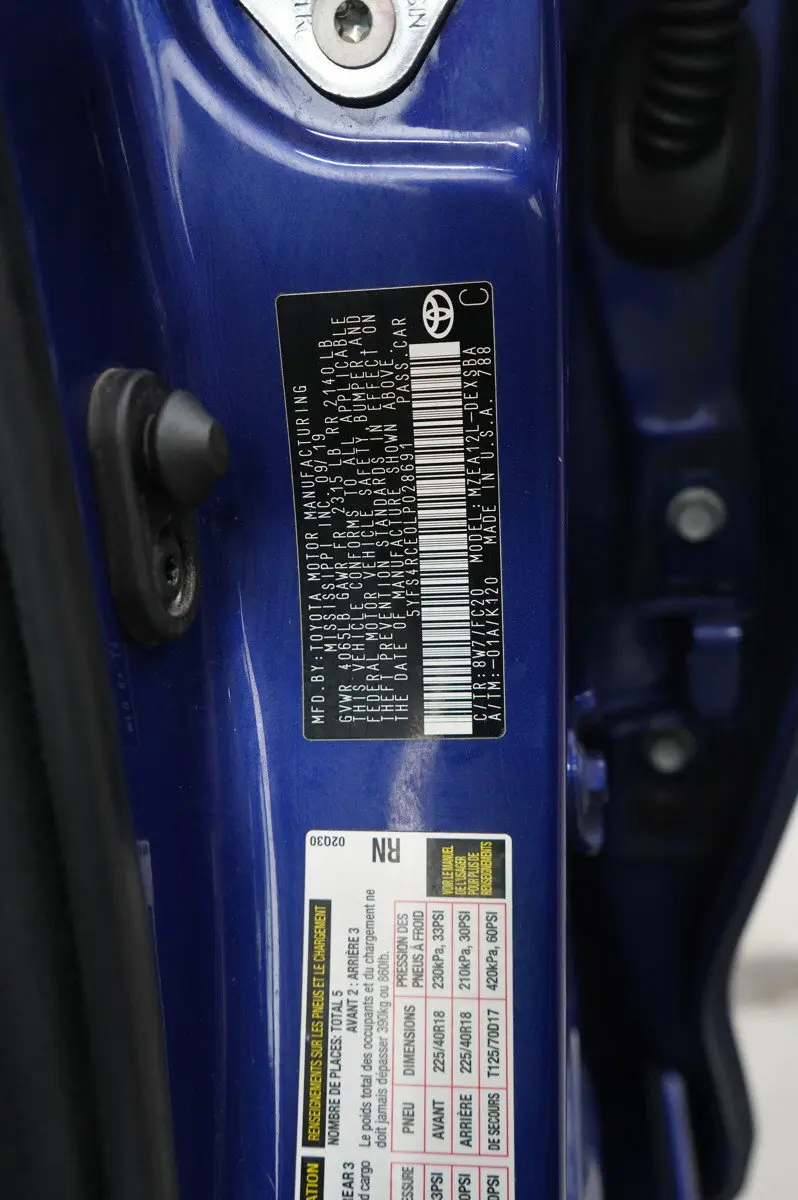 MFD.BY:TOYOTA MOTOR MANUFACTURING
MISSISSIPPI INC. 09/19
GVWR 4065LB GAWR FR 2315 LB RR 2140LB
THIS VEHICLE CONFORMS TO ALL APPLICABLE
FEDERAL MOTOR VEHICLE SAFETY BUMPER AND
THEFT PREVENTION STANDARDS IN EFFECT ON
THE DATE OF MANUFACTURE SHOWN ABOVE.
5YFS4RCE0LP028691 PASS.CAR
C/TR:8W7/FC20 MODEL:MZEA12L-DEXSBA
A/TM:-01A/K120 MADE IN U.S.A. 788
C
02Q30
RN
RENSEIGNEMENTS SUR LES PNEUS ET LE CHARGEMENT
NOMBRE DE PLACES: TOTAL 5
AVANT 2 : ARRIÈRE 3
Le poids total des occupants et du chargement ne
doit jamais dépasser 390kg ou 860lb.
PNEU DIMENSIONS PRESSION DES PNEUS À FROID
AVANT 225/40R18 230kPa, 33PSI
ARRIÈRE 225/40R18 210kPa, 30PSI
DE SECOURS T125/70D17 420kPa, 60PSI
VOIR LE MANUEL
DE L'USAGER
POUR PLUS DE
RENSEIGNEMENTS